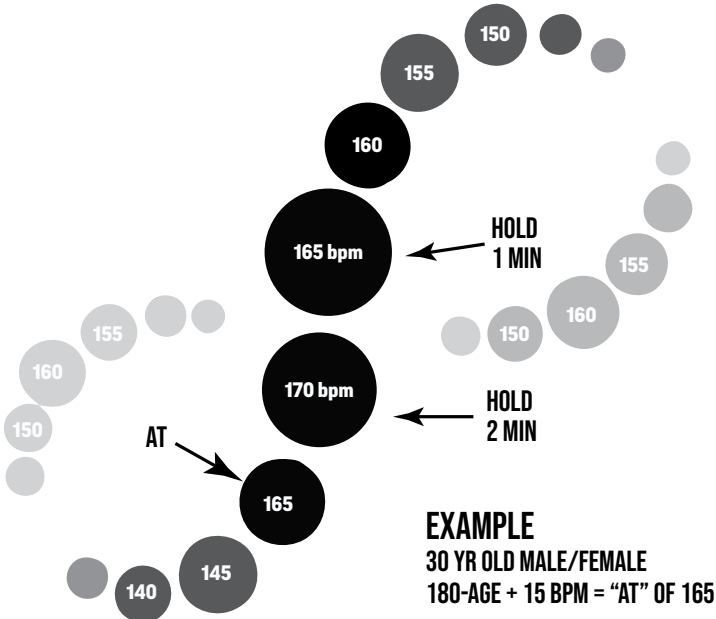 150
155
160
165 bpm
HOLD
1 MIN
155
160
150
155
160
150
170 bpm
HOLD
2 MIN
AT
165
145
140
EXAMPLE
30 YR OLD MALE/FEMALE
180-AGE + 15 BPM = “AT” OF 165